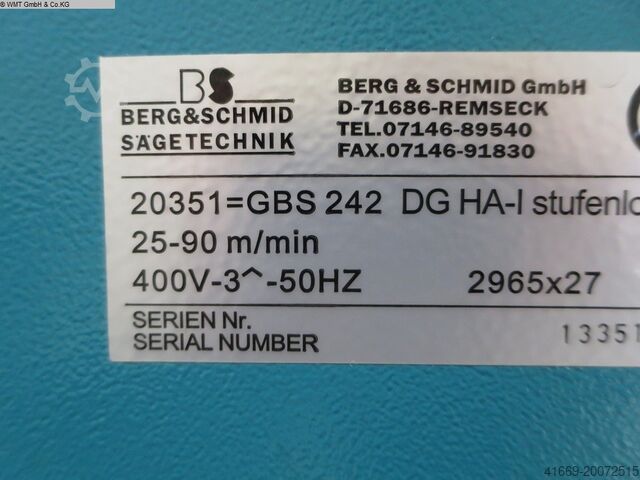 © WMT GmbH & Co.KG
BS
BERG&SCHMID
SÄGETECHNIK
BERG & SCHMID GmbH
D-71686-REMSECK
TEL.07146-89540
FAX.07146-91830
20351=GBS 242 DG HA-I stufenlo
25-90 m/min
400V-3^-50HZ 2965x27
SERIEN Nr.
SERIAL NUMBER 13351
41669-20072515